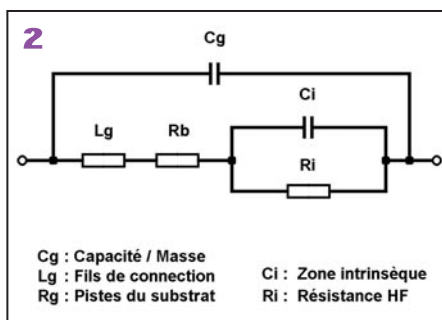 2
Cg
Ci
Lg
Rb
Ri
Cg : Capacité / Masse
Lg : Fils de connection
Rg : Pistes du substrat
Ci : Zone intrinsèque
Ri : Résistance HF